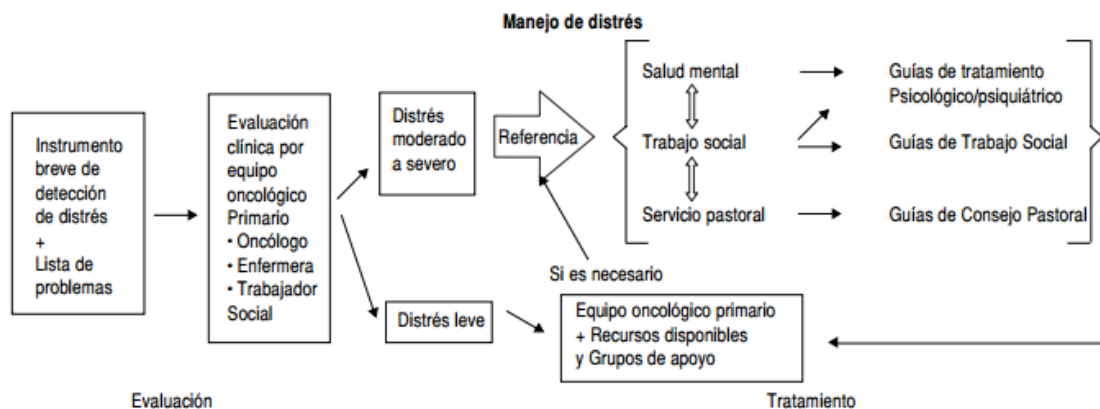 Manejo de distrés
Instrumento
breve de
detección
de distrés
+
Lista de
problemas
Evaluación
clínica por
equipo
oncológico
Primario
• Oncólogo
• Enfermera
• Trabajador
Social
Distrés
moderado
a severo
Distrés leve
Referencia
Si es necesario
Equipo oncológico primario
+ Recursos disponibles
y Grupos de apoyo
Salud mental
Trabajo social
Servicio pastoral
Guías de tratamiento
Psicológico/psiquiátrico
Guías de Trabajo Social
Guías de Consejo Pastoral
Evaluación
Tratamiento